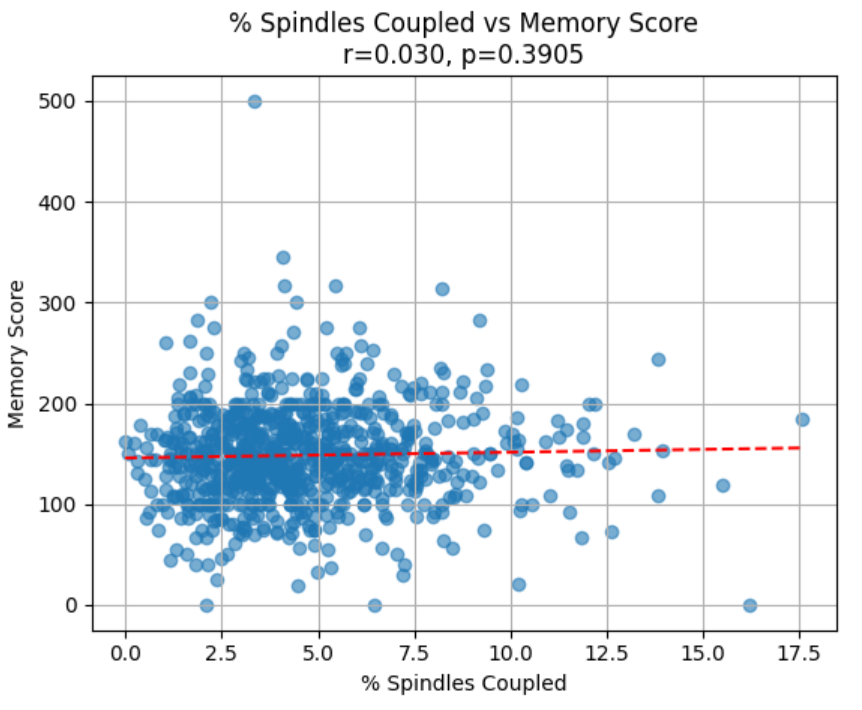 % Spindles Coupled vs Memory Score
r=0.030, p=0.3905
500
400
300
200
100
0
Memory Score
0.0 2.5 5.0 7.5 10.0 12.5 15.0 17.5
% Spindles Coupled